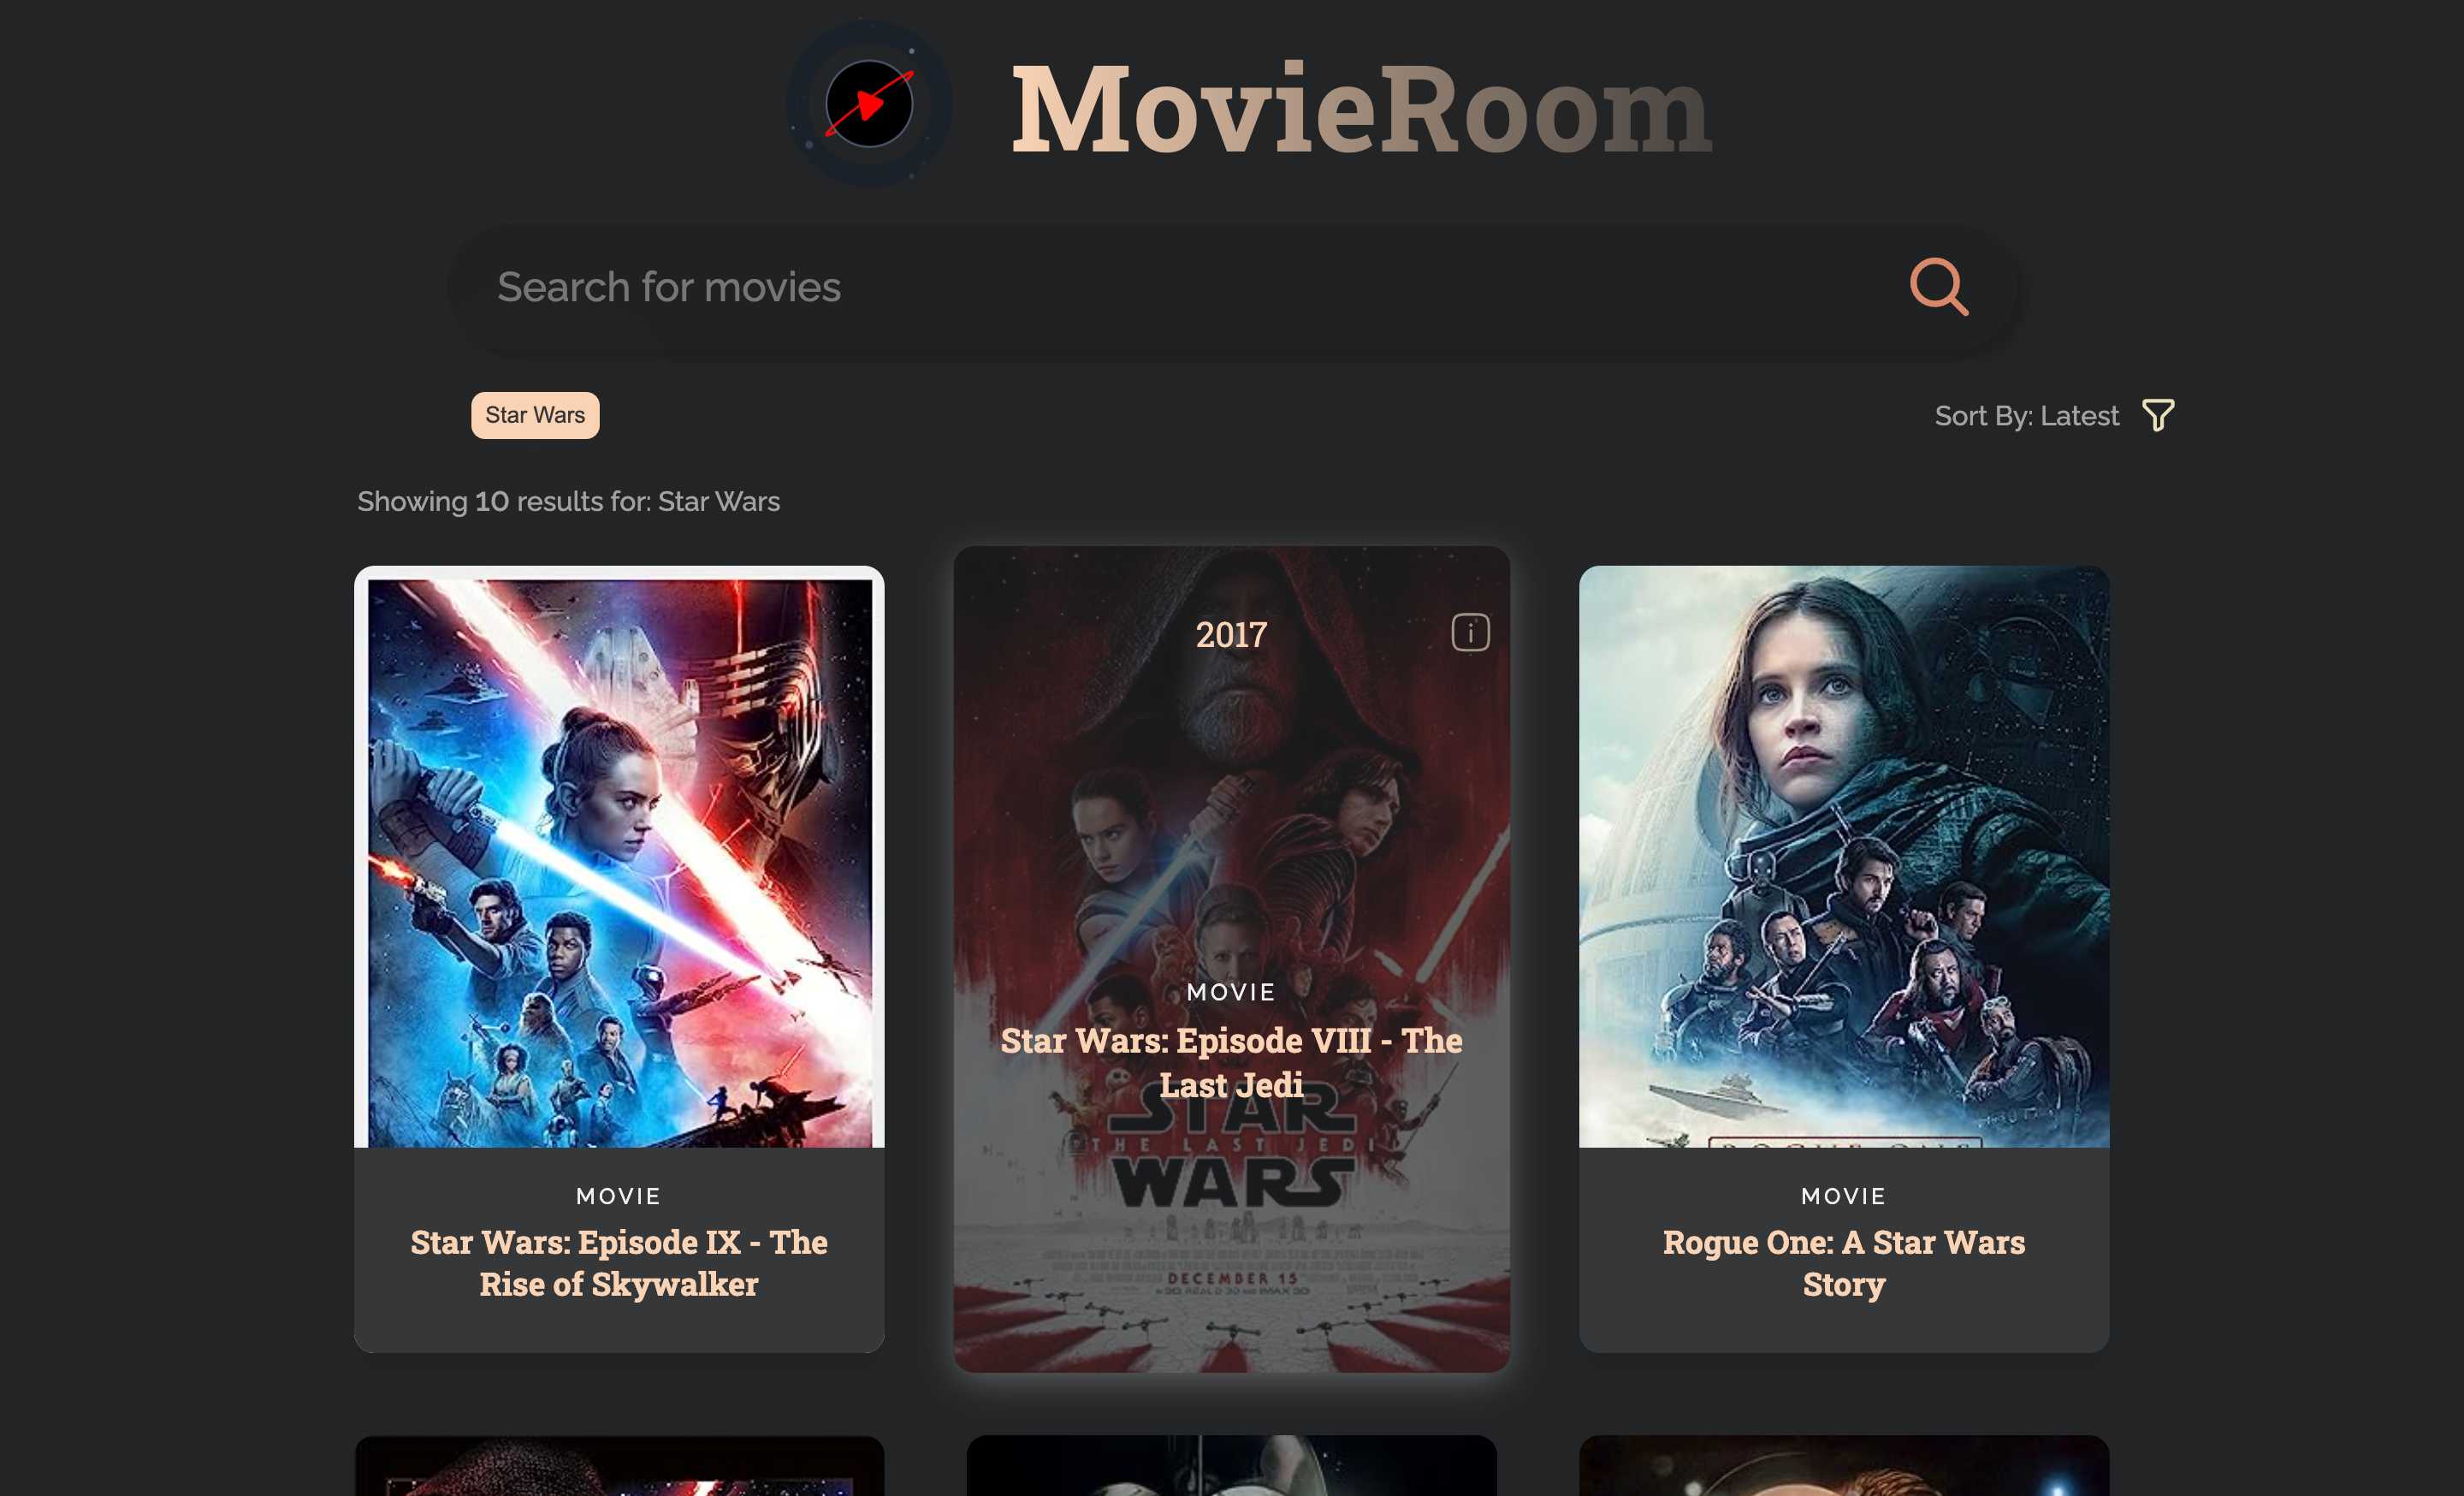 MovieRoom
Search for movies
Star Wars
Sort By: Latest
Showing 10 results for: Star Wars
2017
MOVIE
Star Wars: Episode VIII - The
Last Jedi
STAR
THE LAST JEDI
WARS
DECEMBER 15
MOVIE
Star Wars: Episode IX - The
Rise of Skywalker
MOVIE
Rogue One: A Star Wars
Story